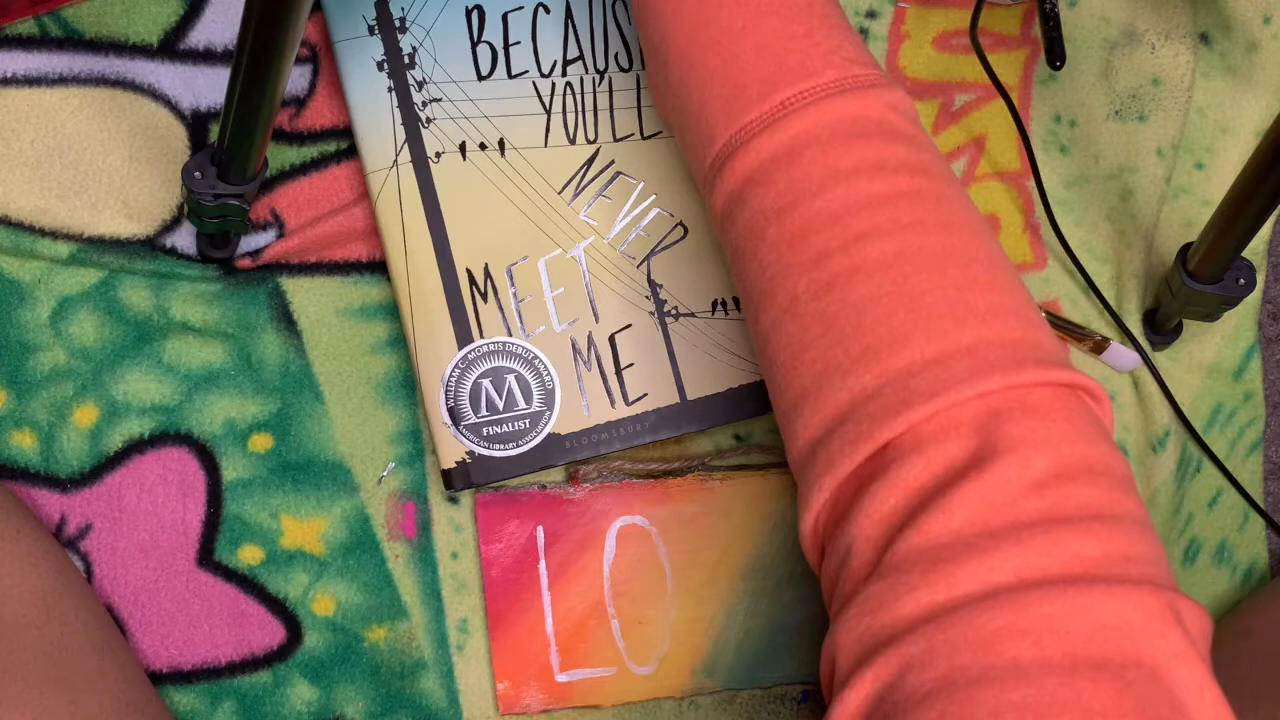 BECAUS
YOU'LL
NEVER
MEET
ME
WILLIAM C. MORRIS DEBUT AWARD
M
FINALIST
AMERICAN LIBRARY ASSOCIATION
BLOOMSBURY
LO